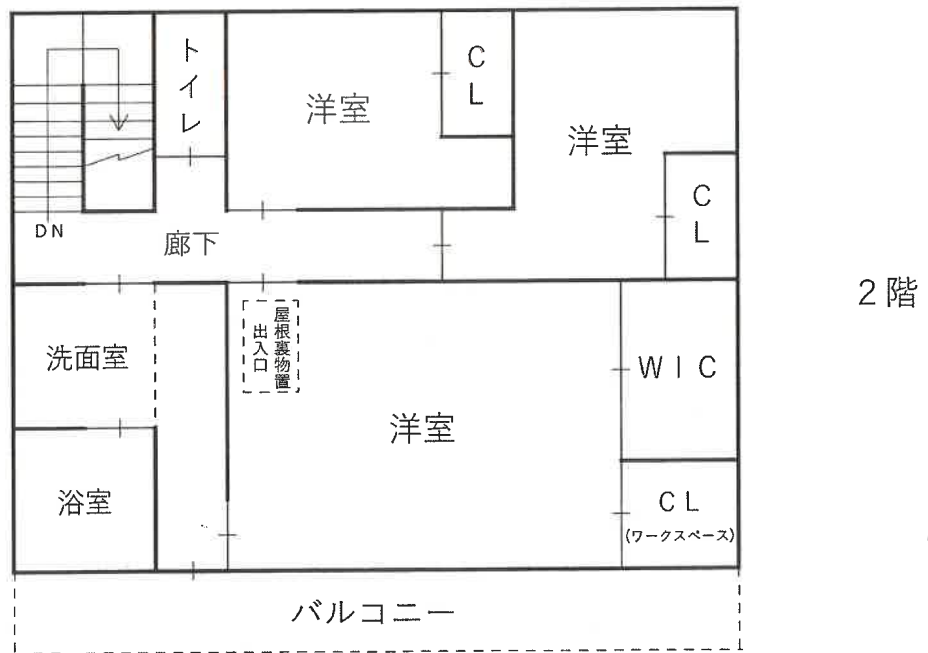 トイレ
洋室
CL
洋室
CL
DN
廊下
2階
洗面室
屋根裏物置
出入口
洋室
WIC
浴室
CL
(ワークスペース)
バルコニー